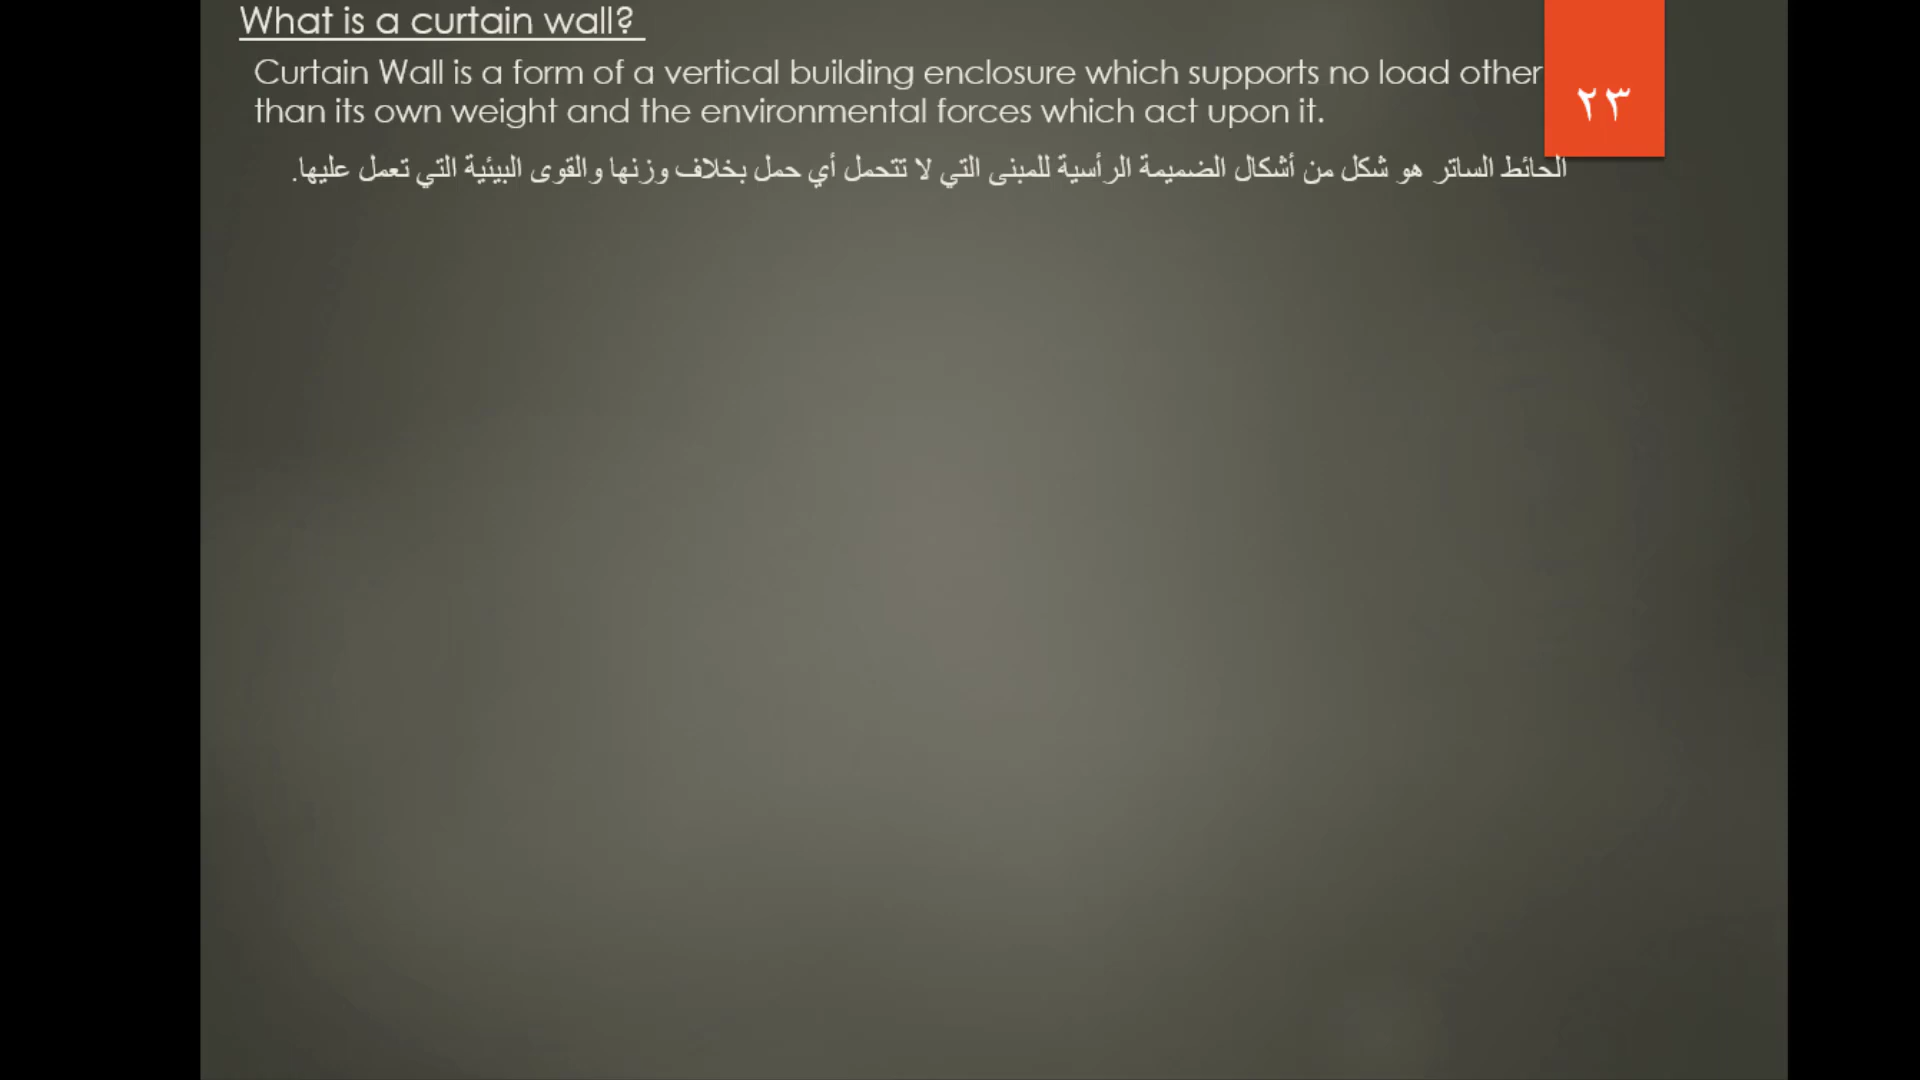 What is a curtain wall?
Curtain Wall is a form of a vertical building enclosure which supports no load other
than its own weight and the environmental forces which act upon it.
٢٣
الحائط الساتر هو شكل من أشكال الضميمة الرأسية للمبنى التي لا تتحمل أي حمل بخلاف وزنها والقوى البيئية التي تعمل عليها.